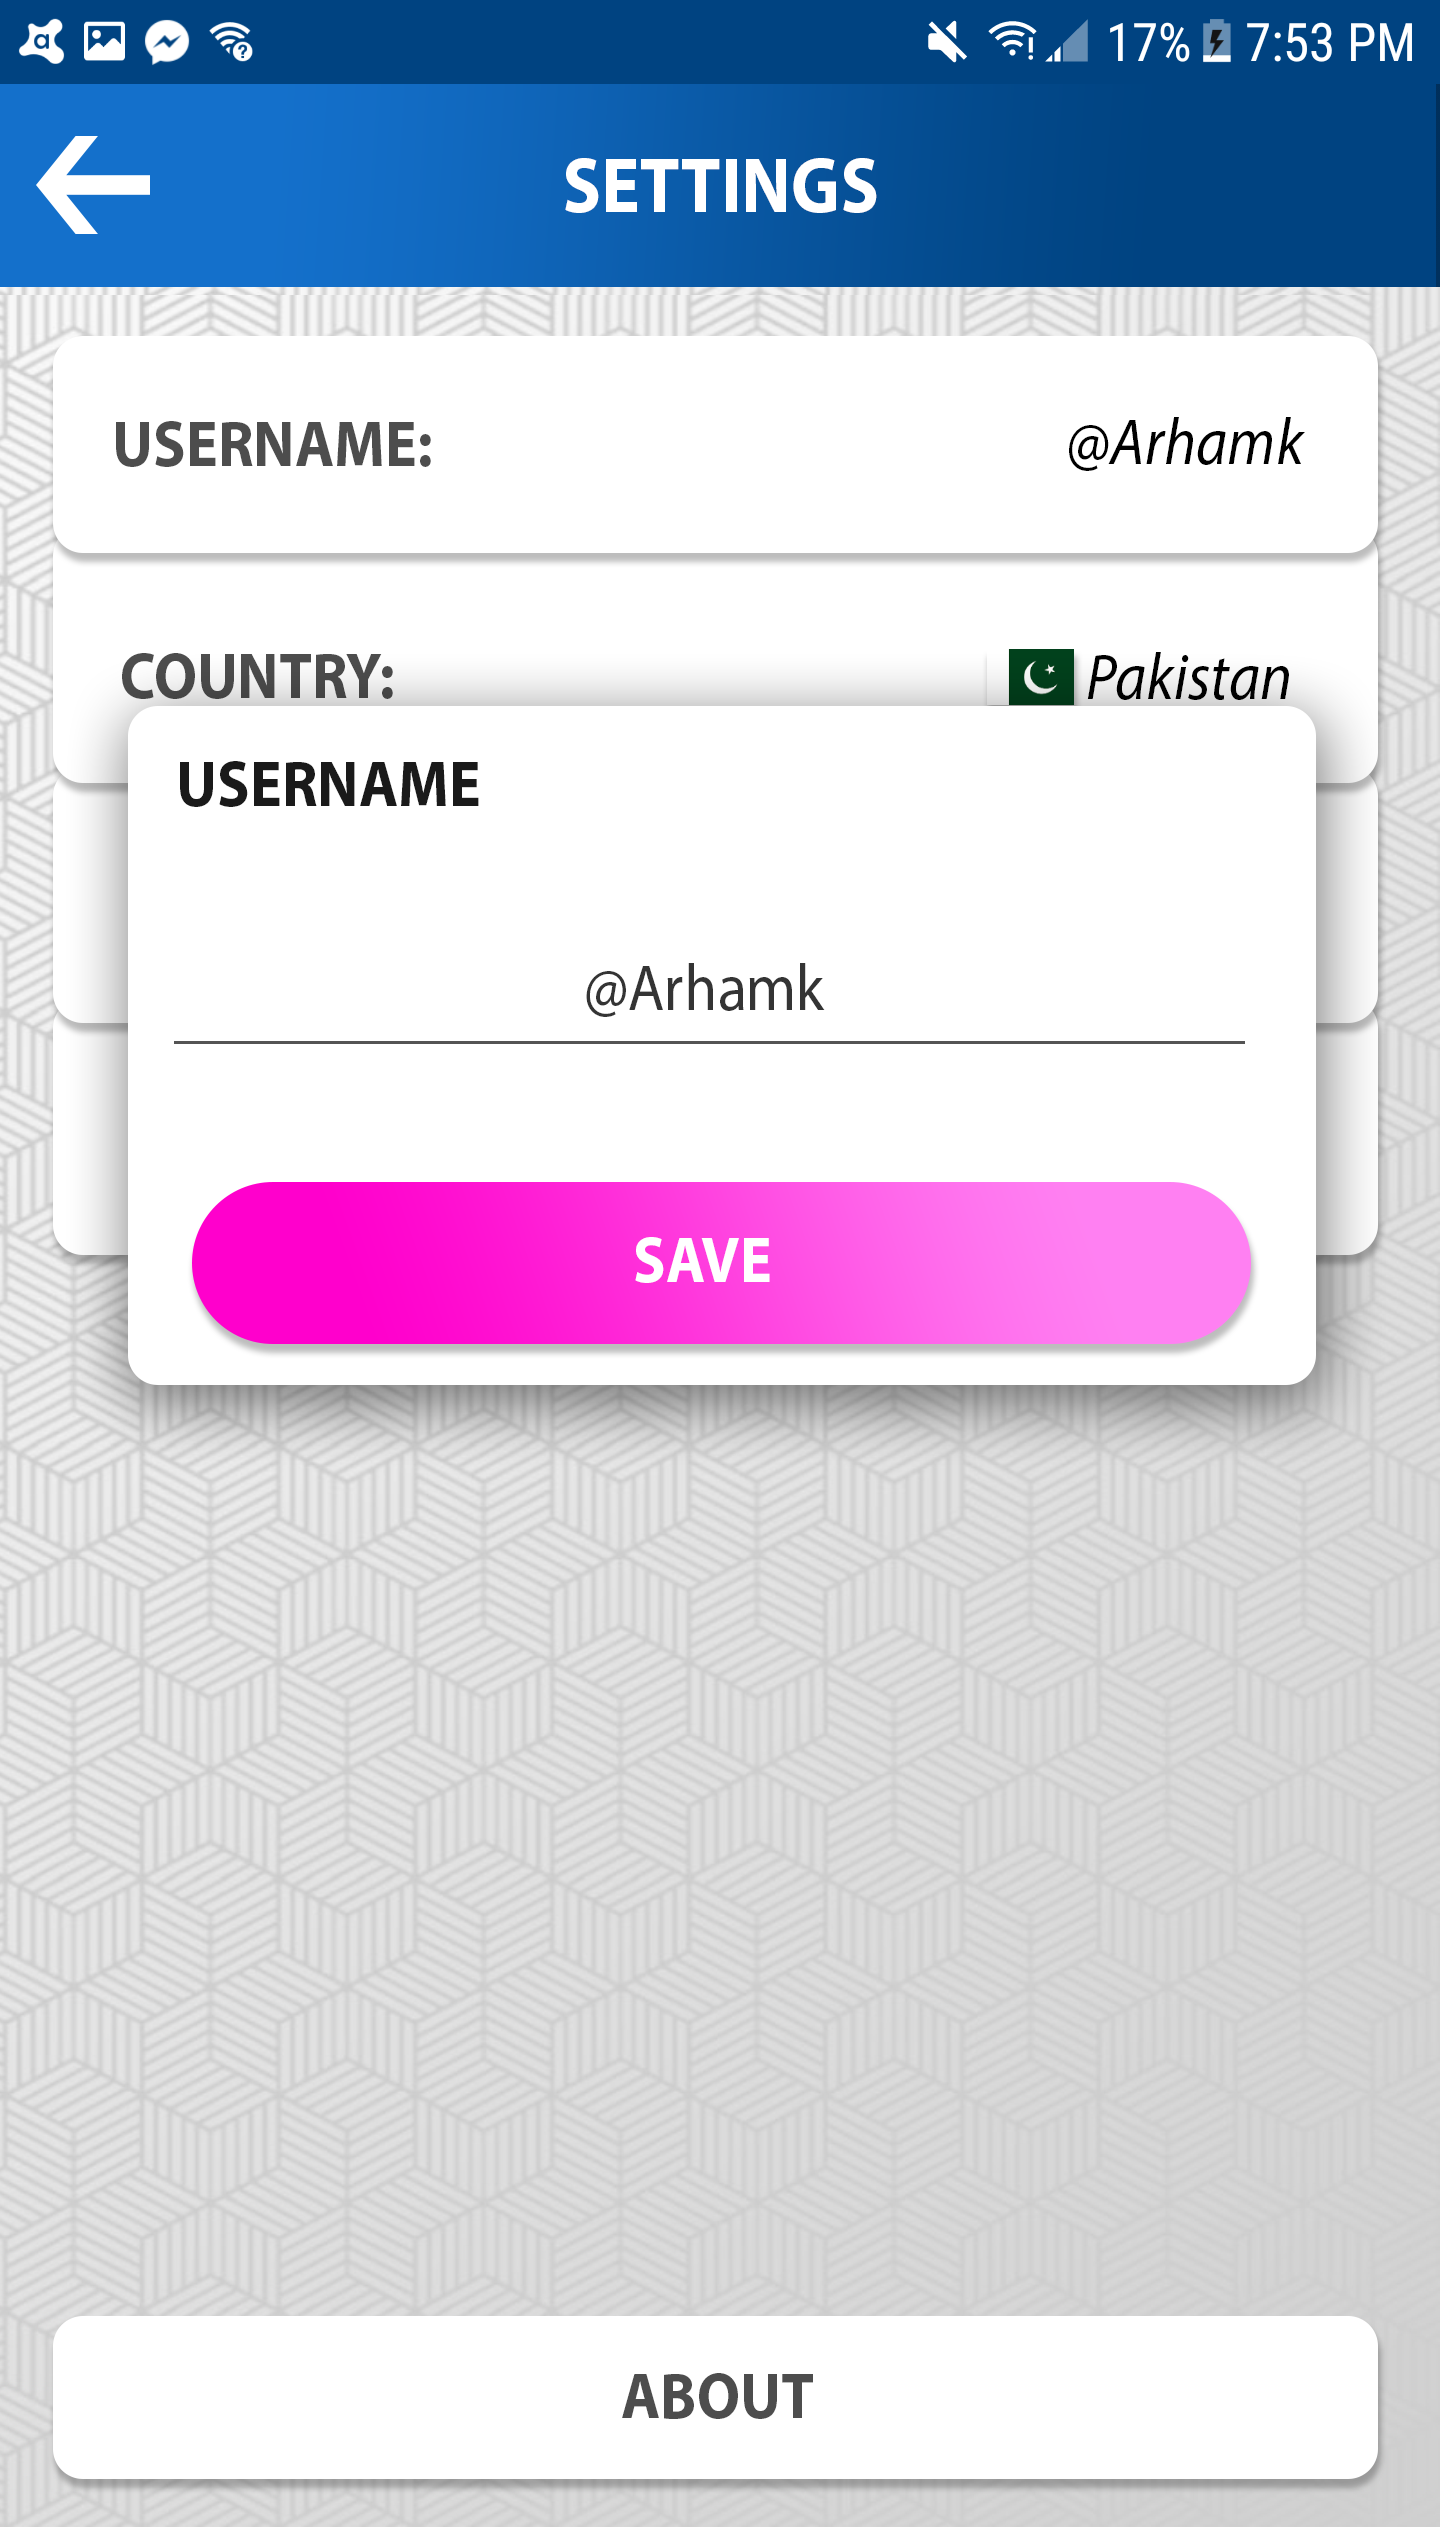 17% 7:53 PM
SETTINGS
USERNAME: @Arhamk
COUNTRY: Pakistan
USERNAME
@Arhamk
SAVE
ABOUT